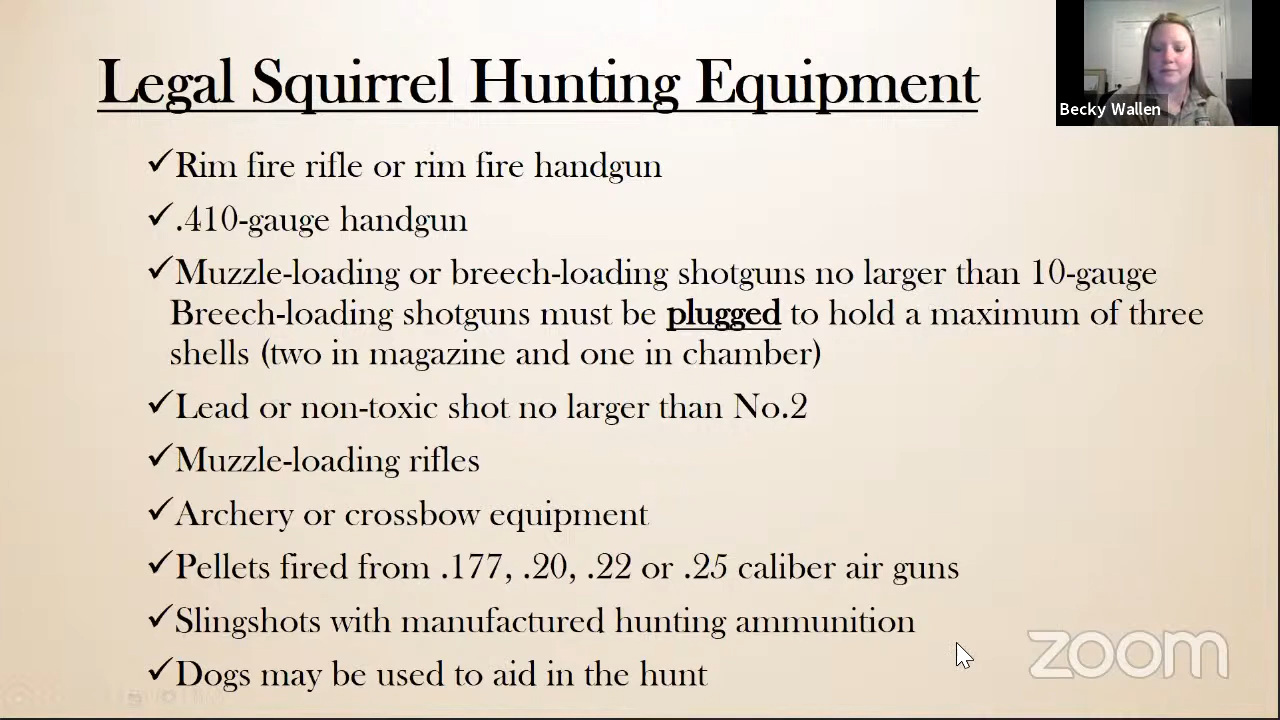 Legal Squirrel Hunting Equipment
Becky Wallen
✓Rim fire rifle or rim fire handgun
✓.410-gauge handgun
✓Muzzle-loading or breech-loading shotguns no larger than 10-gauge
Breech-loading shotguns must be plugged to hold a maximum of three
shells (two in magazine and one in chamber)
✓Lead or non-toxic shot no larger than No.2
✓Muzzle-loading rifles
✓Archery or crossbow equipment
✓Pellets fired from .177, .20, .22 or .25 caliber air guns
✓Slingshots with manufactured hunting ammunition
✓Dogs may be used to aid in the hunt
zoom